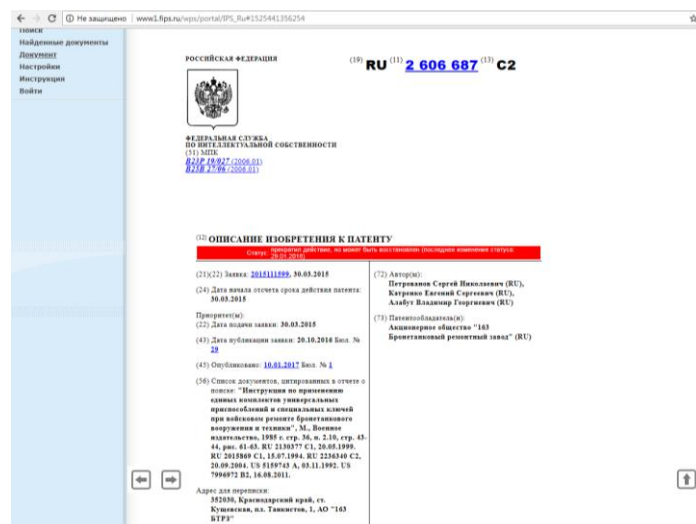 Не защищено | www1.fips.ru/wps/portal/IPS_Ru#1525441356254
Поиск
Найденные документы
Документ
Настройки
Инструкция
Войти
РОССИЙСКАЯ ФЕДЕРАЦИЯ
(19) RU (11) 2 606 687 (13) C2
ФЕДЕРАЛЬНАЯ СЛУЖБА
ПО ИНТЕЛЛЕКТУАЛЬНОЙ СОБСТВЕННОСТИ
(51) МПК
B23P 19/027 (2006.01)
B25B 27/06 (2006.01)
(12) ОПИСАНИЕ ИЗОБРЕТЕНИЯ К ПАТЕНТУ
Статус: прекратил действие, но может быть восстановлен (последнее изменение статуса:
29.01.2018)
(21)(22) Заявка: 2015111599, 30.03.2015
(24) Дата начала отсчета срока действия патента:
30.03.2015
Приоритет(ы):
(22) Дата подачи заявки: 30.03.2015
(43) Дата публикации заявки: 20.10.2016 Бюл. №
29
(45) Опубликовано: 10.01.2017 Бюл. № 1
(56) Список документов, цитированных в отчете о
поиске: "Инструкция по применению
единых комплектов универсальных
приспособлений и специальных ключей
при войсковом ремонте бронетанкового
вооружения и техники", М., Военное
издательство, 1985 г. стр. 36, п. 2.10, стр. 43-
44, рис. 61-63. RU 2130377 C1, 20.05.1999.
RU 2015869 C1, 15.07.1994. RU 2236340 C2,
20.09.2004. US 5159743 A, 03.11.1992. US
7996972 B2, 16.08.2011.
Адрес для переписки:
352030, Краснодарский край, ст.
Кущевская, пл. Танкистов, 1, АО "163
БТРЗ"
(72) Автор(ы):
Петрованов Сергей Николаевич (RU),
Катренко Евгений Сергеевич (RU),
Алабут Владимир Георгиевич (RU)
(73) Патентообладатель(и):
Акционерное общество "163
Бронетанковый ремонтный завод" (RU)